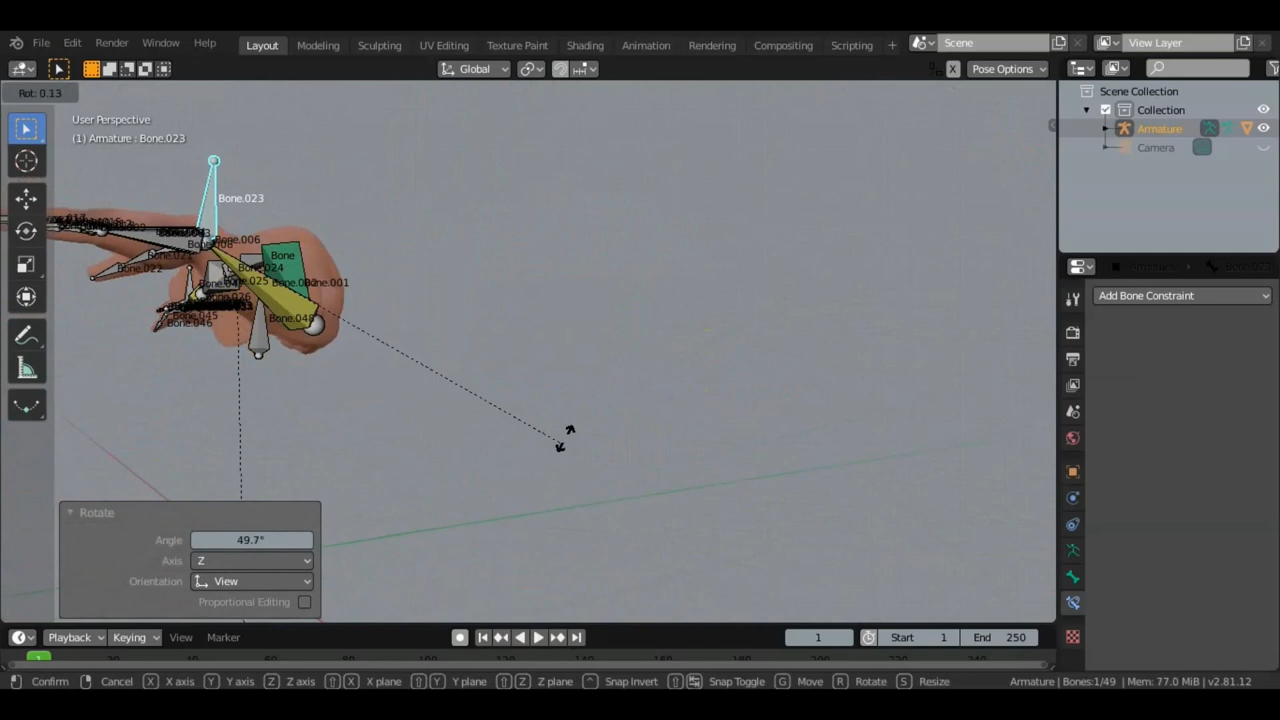 File Edit Render Window Help Layout Modeling Sculpting UV Editing Texture Paint Shading Animation Rendering Compositing Scripting + Scene View Layer
Global X Pose Options
Rot: 0.13
Scene Collection
User Perspective
Collection
(1) Armature : Bone.023
Armature
Camera
Bone.023
Bone.006
Bone
Bone.021
Bone.024
Bone.022
Bone.025
Bone.001
Add Bone Constraint
Bone.026
Bone.045
Bone.048
Bone.046
Rotate
Angle 49.7°
Axis Z
Orientation View
Proportional Editing
Playback Keying View Marker 1 Start 1 End 250
1
Confirm Cancel X X axis Y Y axis Z Z axis X X plane Y Y plane Z Z plane ^ Snap Invert Snap Toggle G Move R Rotate S Resize Armature | Bones:1/49 | Mem: 77.0 MiB | v2.81.12